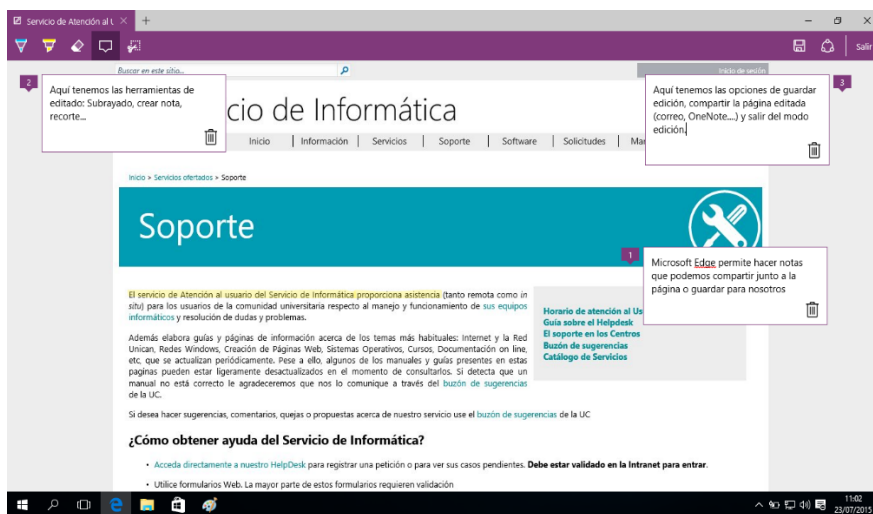 Servicio de Atención al t
Salir
Buscar en este sitio...
Inicio de sesión
2
Aquí tenemos las herramientas de
editado: Subrayado, crear nota,
recorte...
3
Aquí tenemos las opciones de guardar
edición, compartir la página editada
(correo, OneNote....) y salir del modo
edición.
cio de Informática
Inicio | Información | Servicios | Soporte | Software | Solicitudes | Ma
Inicio > Servicios ofertados > Soporte
Soporte
1
Microsoft Edge permite hacer notas
que podemos compartir junto a la
página o guardar para nosotros
El servicio de Atención al usuario del Servicio de Informática proporciona asistencia (tanto remota como in
situ) para los usuarios de la comunidad universitaria respecto al manejo y funcionamiento de sus equipos
informáticos y resolución de dudas y problemas.
Además elabora guías y páginas de información acerca de los temas más habituales: Internet y la Red
Unican, Redes Windows, Creación de Páginas Web, Sistemas Operativos, Cursos, Documentación on line,
etc, que se actualizan periódicamente. Pese a ello, algunos de los manuales y guías presentes en estas
paginas pueden estar ligeramente desactualizados en el momento de consultarlos. Si detecta que un
manual no está correcto le agradeceremos que nos lo comunique a través del buzón de sugerencias
de la UC.
Horario de atención al Us
Guía sobre el Helpdesk
El soporte en los Centros
Buzón de sugerencias
Catálogo de Servicios
Si desea hacer sugerencias, comentarios, quejas o propuestas acerca de nuestro servicio use el buzón de sugerencias de la UC
¿Cómo obtener ayuda del Servicio de Informática?
• Acceda directamente a nuestro HelpDesk para registrar una petición o para ver sus casos pendientes. Debe estar validado en la Intranet para entrar.
• Utilice formularios Web. La mayor parte de estos formularios requieren validación
11:02
23/07/2015